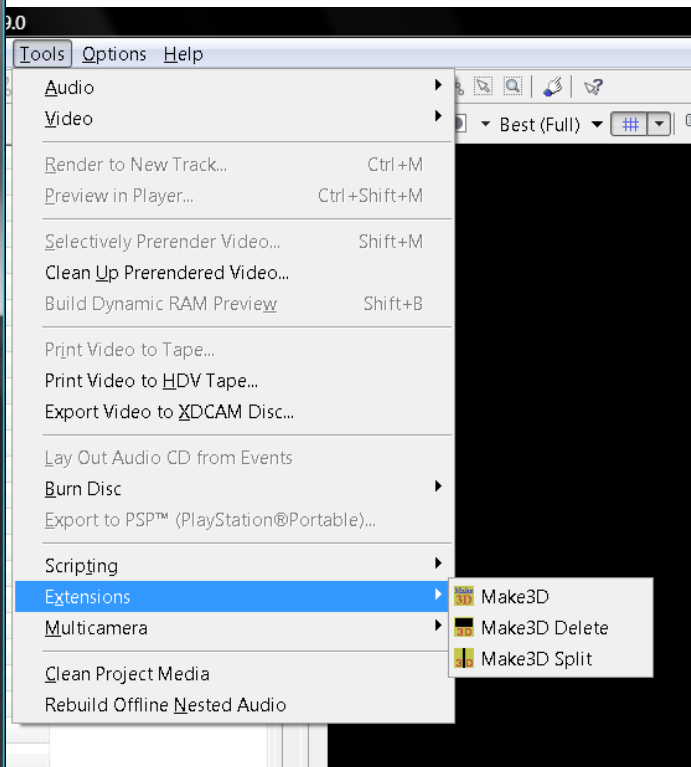 9.0
Tools Options Help
Audio
Video
Best (Full)
Render to New Track... Ctrl+M
Preview in Player... Ctrl+Shift+M
Selectively Prerender Video... Shift+M
Clean Up Prerendered Video...
Build Dynamic RAM Preview Shift+B
Print Video to Tape...
Print Video to HDV Tape...
Export Video to XDCAM Disc...
Lay Out Audio CD from Events
Burn Disc
Export to PSP™ (PlayStation®Portable)...
Scripting
Extensions
Make3D
Multicamera
Make3D Delete
Make3D Split
Clean Project Media
Rebuild Offline Nested Audio